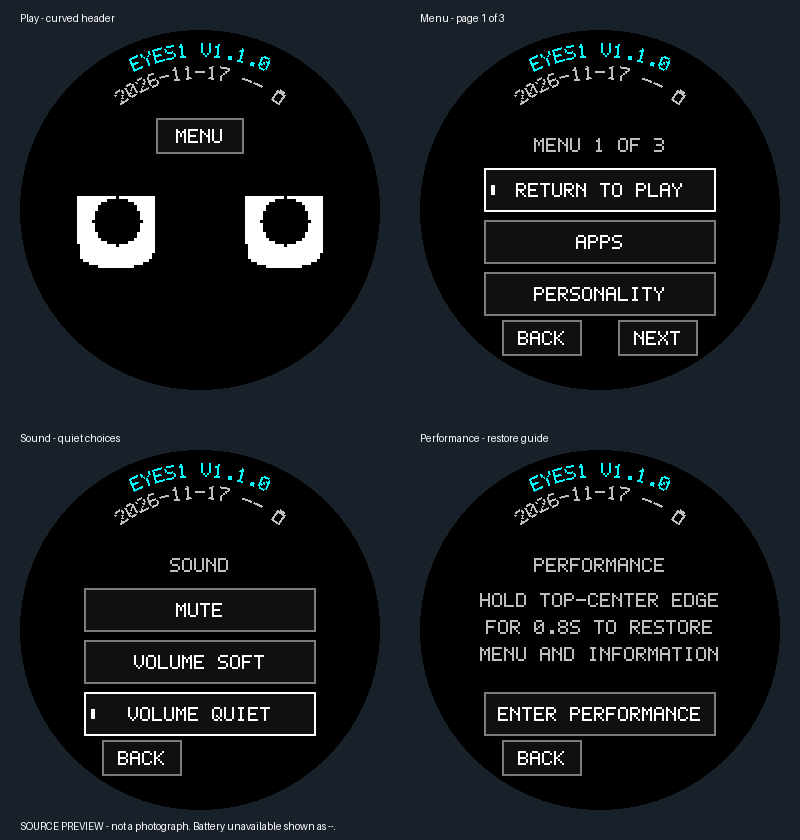 Play - curved header
EYES1 V1.1.0
2026-11-17 --
MENU
Menu - page 1 of 3
EYES1 V1.1.0
2026-11-17 --
MENU 1 OF 3
RETURN TO PLAY
APPS
PERSONALITY
BACK NEXT
Sound - quiet choices
EYES1 V1.1.0
2026-11-17 --
SOUND
MUTE
VOLUME SOFT
VOLUME QUIET
BACK
Performance - restore guide
EYES1 V1.1.0
2026-11-17 --
PERFORMANCE
HOLD TOP-CENTER EDGE
FOR 0.8S TO RESTORE
MENU AND INFORMATION
ENTER PERFORMANCE
BACK
SOURCE PREVIEW - not a photograph. Battery unavailable shown as --.